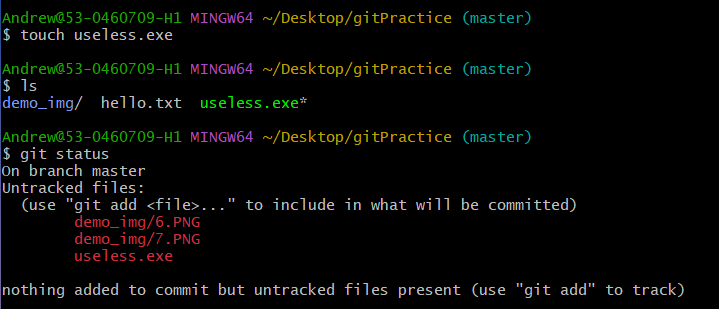 Andrew@53-0460709-H1 MINGW64 ~/Desktop/gitPractice (master)
$ touch useless.exe
Andrew@53-0460709-H1 MINGW64 ~/Desktop/gitPractice (master)
$ ls
demo_img/  hello.txt  useless.exe*
Andrew@53-0460709-H1 MINGW64 ~/Desktop/gitPractice (master)
$ git status
On branch master
Untracked files:
  (use "git add <file>..." to include in what will be committed)
        demo_img/6.PNG
        demo_img/7.PNG
        useless.exe
nothing added to commit but untracked files present (use "git add" to track)